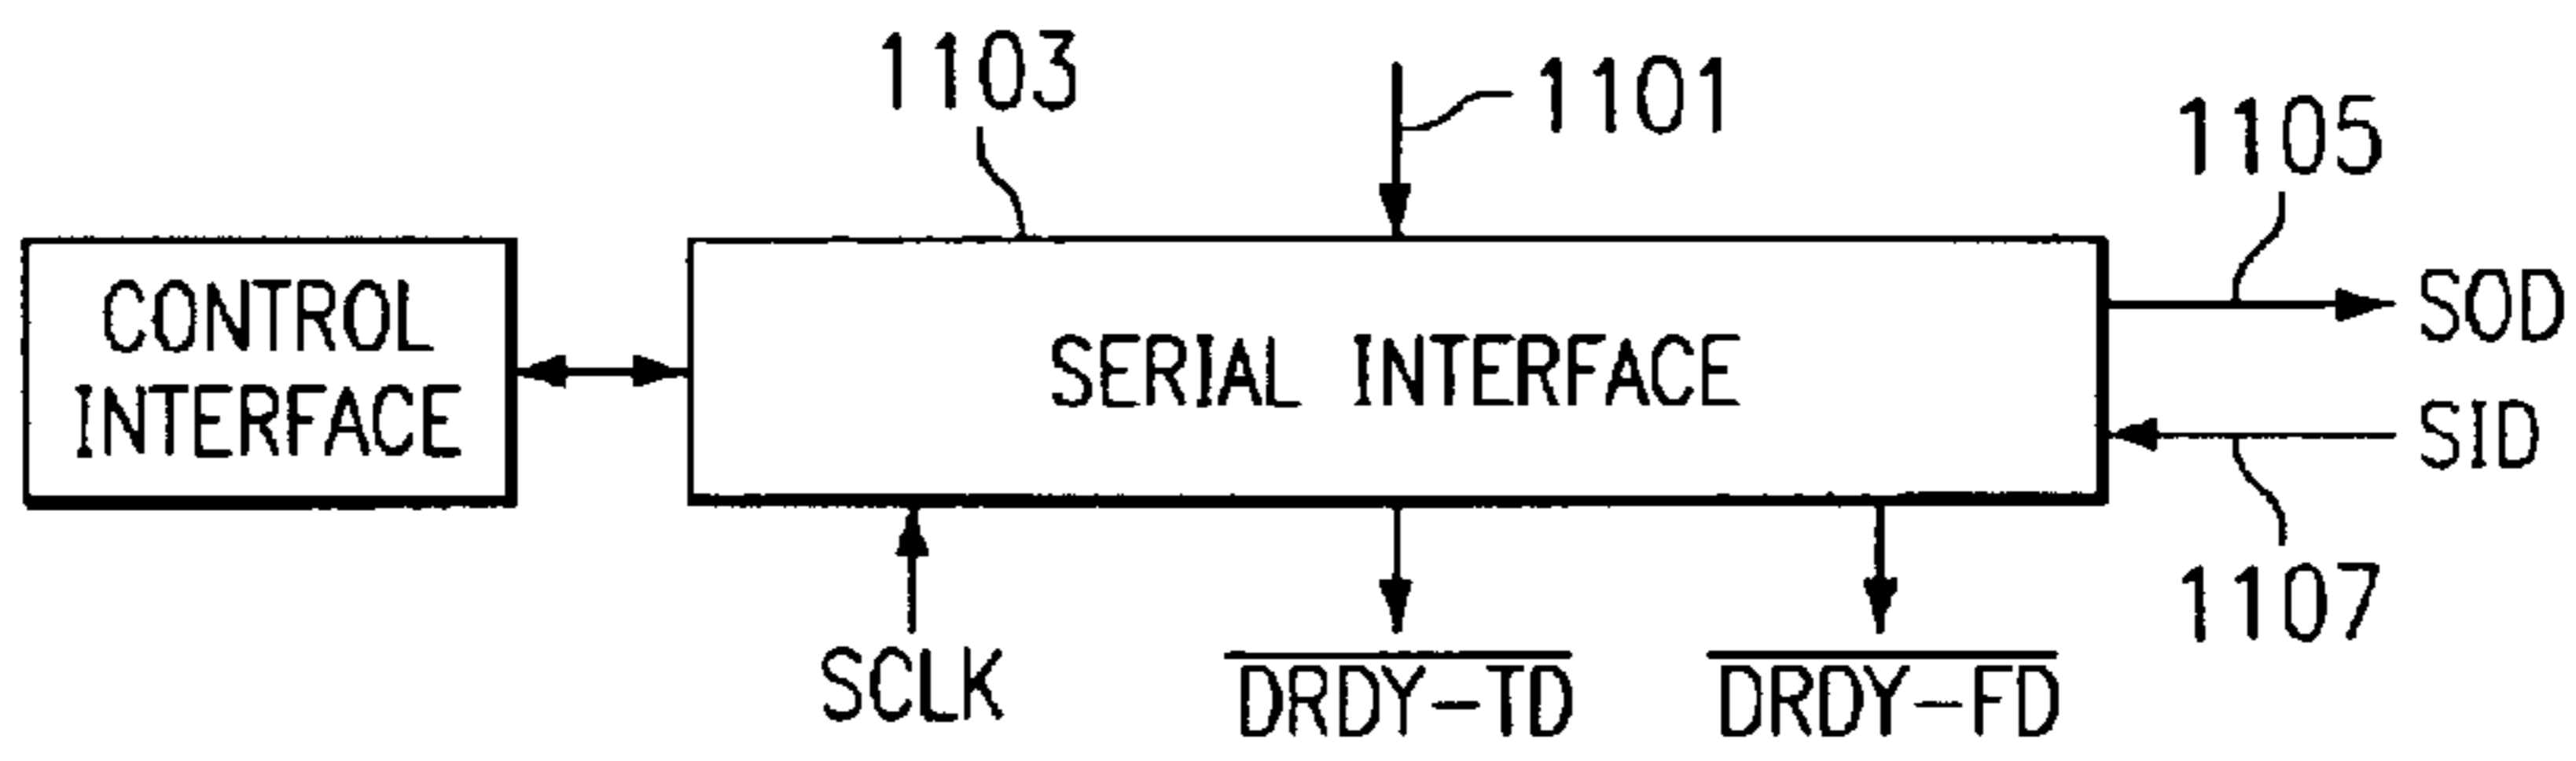 1103
1101
1105
CONTROL
INTERFACE
SERIAL INTERFACE
SOD
SID
1107
SCLK
DRDY-TD
DRDY-FD